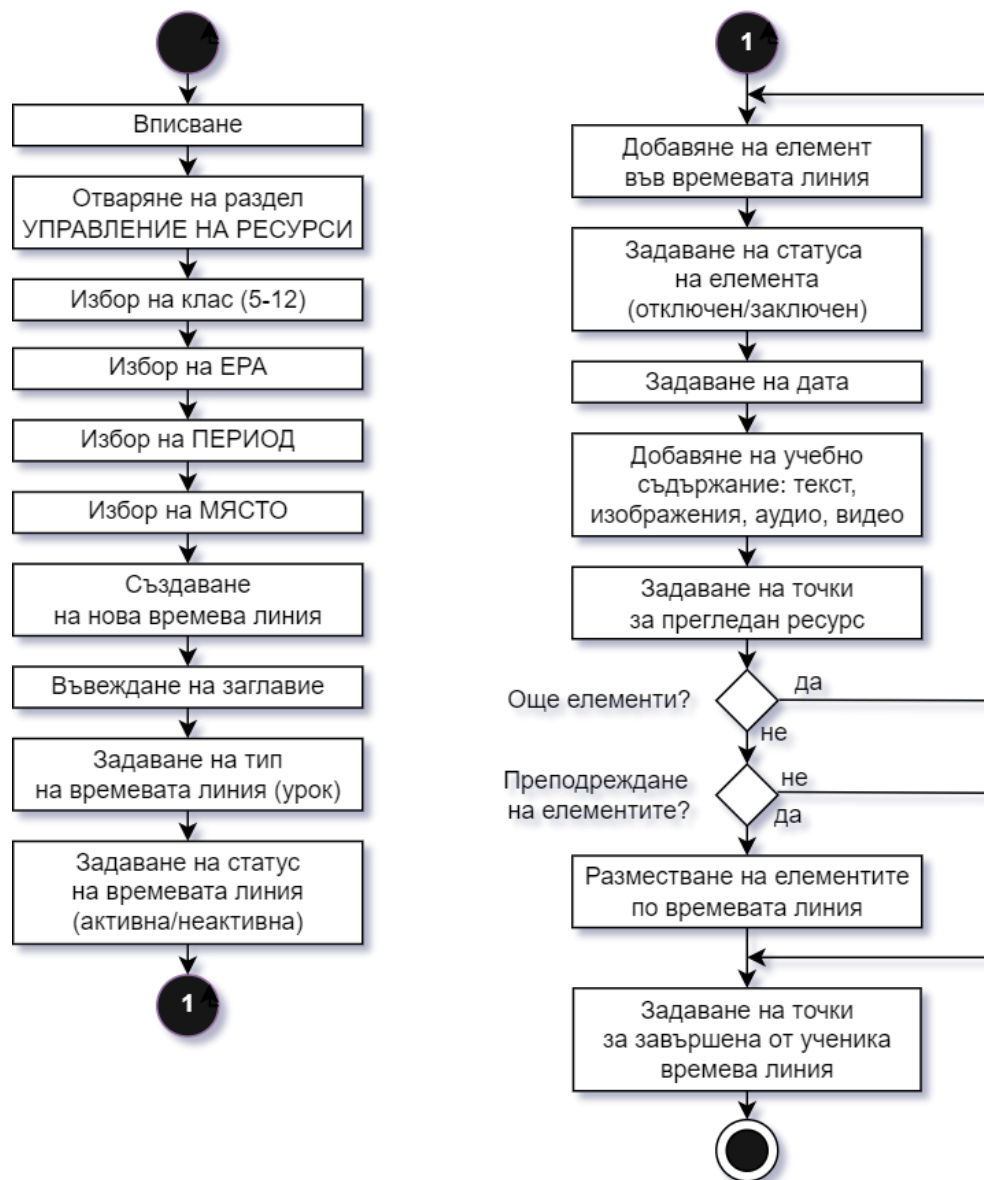 Вписване
Отваряне на раздел
УПРАВЛЕНИЕ НА РЕСУРСИ
Избор на клас (5-12)
Избор на ЕРА
Избор на ПЕРИОД
Избор на МЯСТО
Създаване
на нова времева линия
Въвеждане на заглавие
Задаване на тип
на времевата линия (урок)
Задаване на статус
на времевата линия
(активна/неактивна)
1
1
Добавяне на елемент
във времевата линия
Задаване на статуса
на елемента
(отключен/заключен)
Задаване на дата
Добавяне на учебно
съдържание: текст,
изображения, аудио, видео
Задаване на точки
за прегледан ресурс
Още елементи?
да
не
Преподреждане
на елементите?
не
да
Разместване на елементите
по времевата линия
Задаване на точки
за завършена от ученика
времева линия